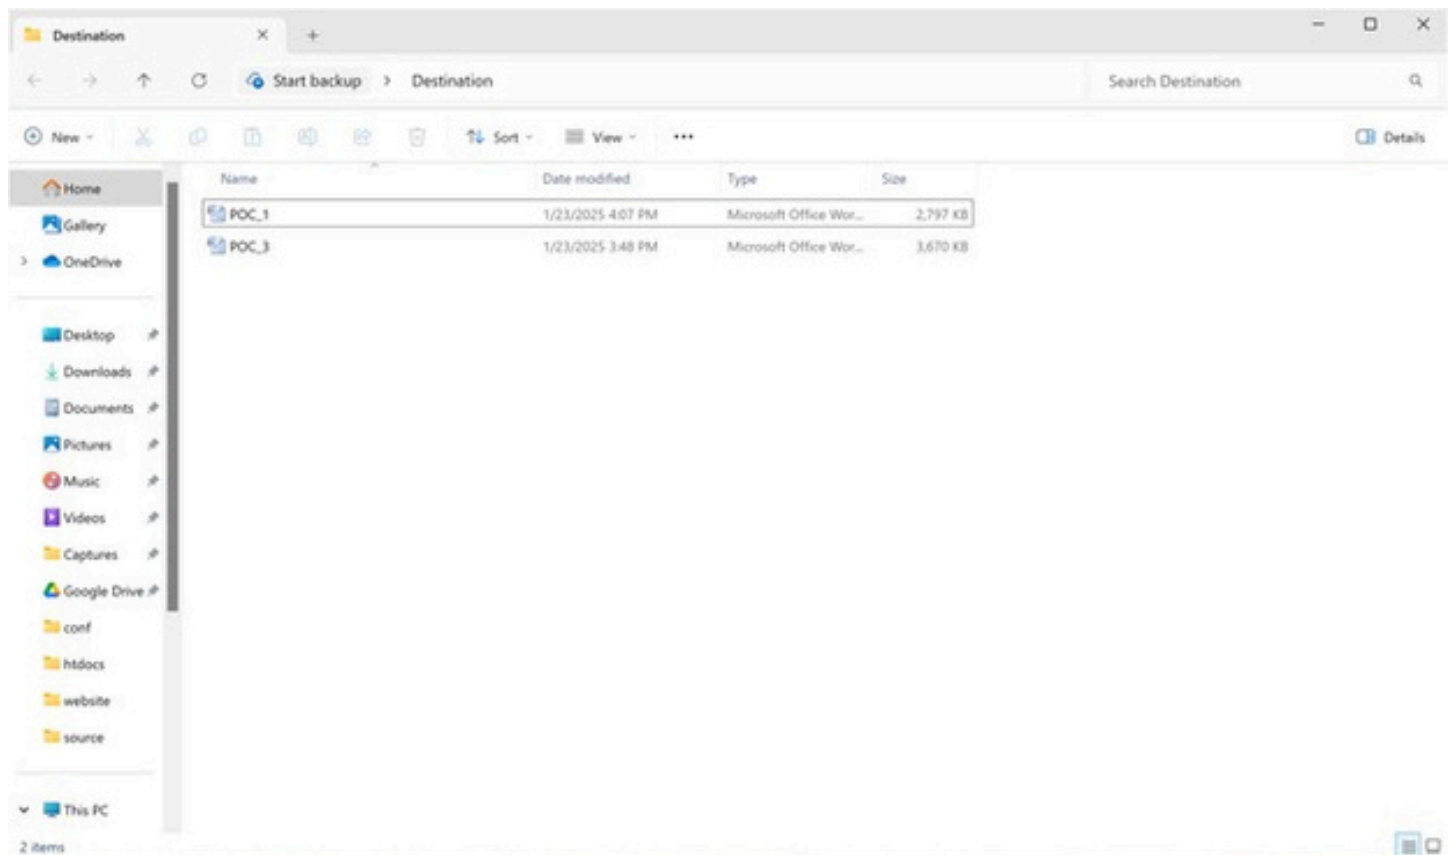 Destination
Start backup > Destination
Search Destination
New
Sort
View
Details
Name Date modified Type Size
POC_1 1/23/2025 4:07 PM Microsoft Office Wor... 2,797 KB
POC_3 1/23/2025 3:48 PM Microsoft Office Wor... 3,670 KB
Home
Gallery
OneDrive
Desktop
Downloads
Documents
Pictures
Music
Videos
Captures
Google Drive
conf
htdocs
website
source
This PC
2 items